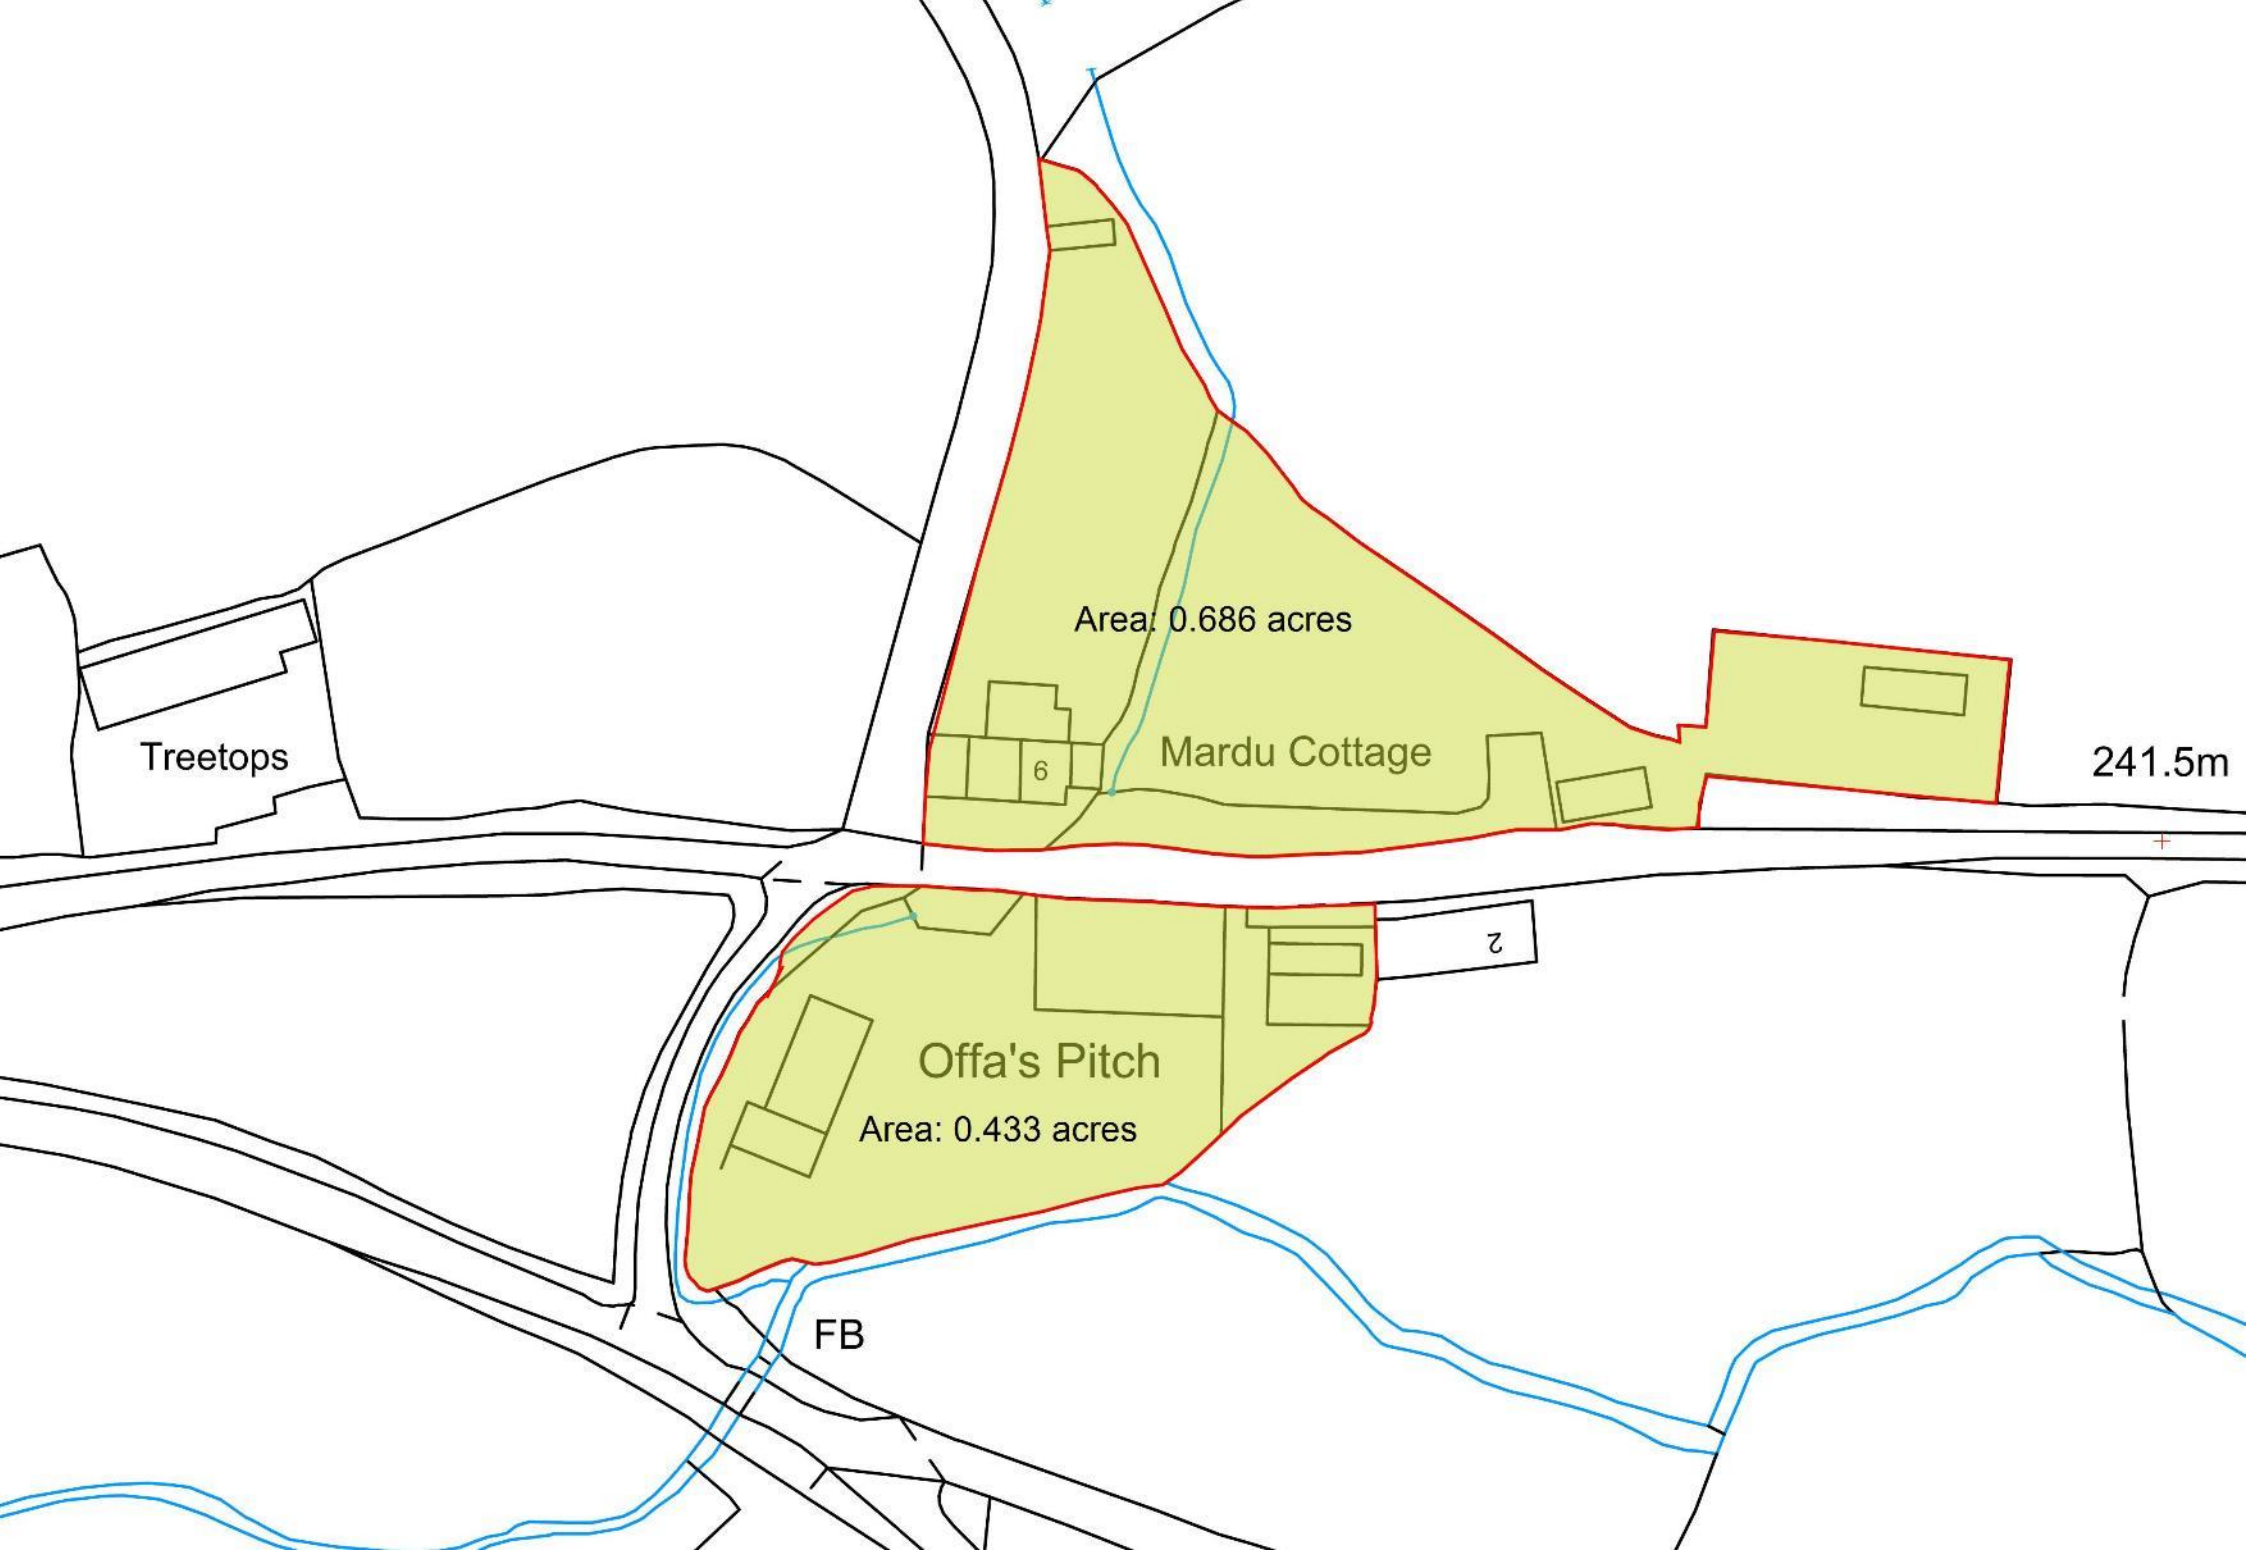 Area: 0.686 acres
Mardu Cottage
6
Treetops
241.5m
2
Offa's Pitch
Area: 0.433 acres
FB